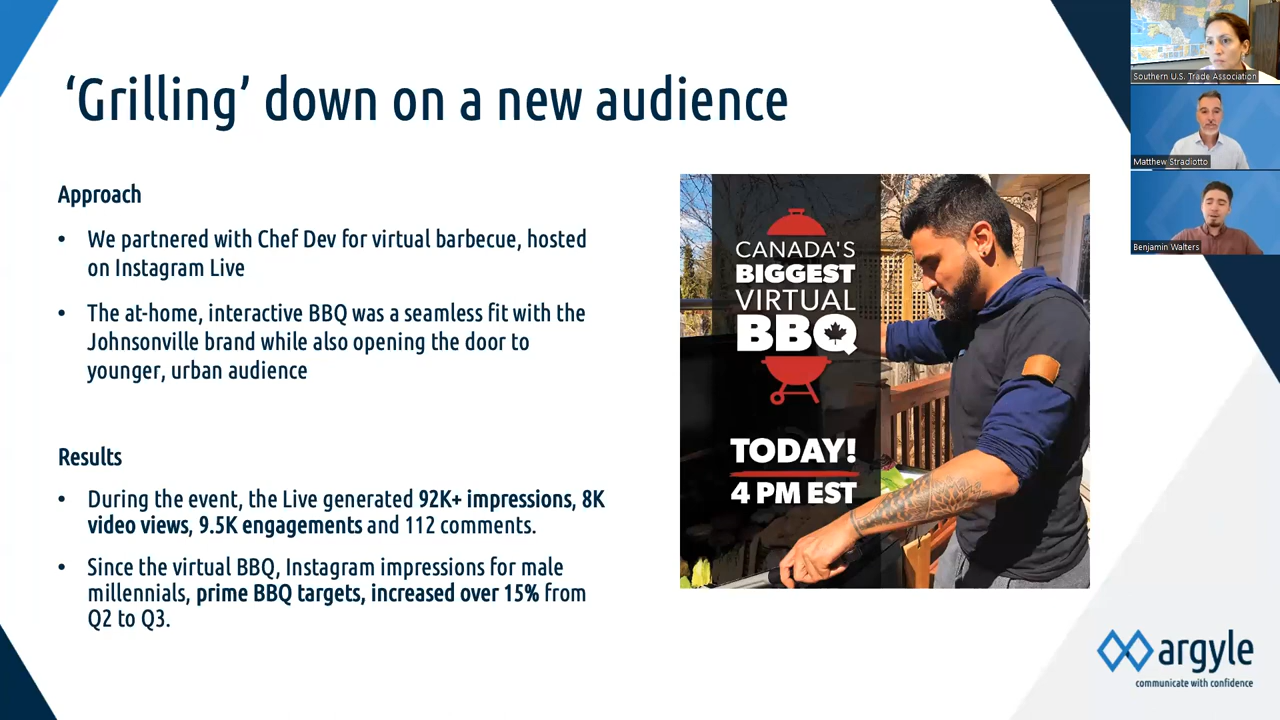 ‘Grilling’ down on a new audience
Approach
• We partnered with Chef Dev for virtual barbecue, hosted
on Instagram Live
• The at-home, interactive BBQ was a seamless fit with the
Johnsonville brand while also opening the door to
younger, urban audience
Results
• During the event, the Live generated 92K+ impressions, 8K
video views, 9.5K engagements and 112 comments.
• Since the virtual BBQ, Instagram impressions for male
millennials, prime BBQ targets, increased over 15% from
Q2 to Q3.
CANADA'S
BIGGEST
VIRTUAL
BBQ
TODAY!
4 PM EST
Southern U.S. Trade Association
Matthew Stradiotto
Benjamin Walters
argyle
communicate with confidence